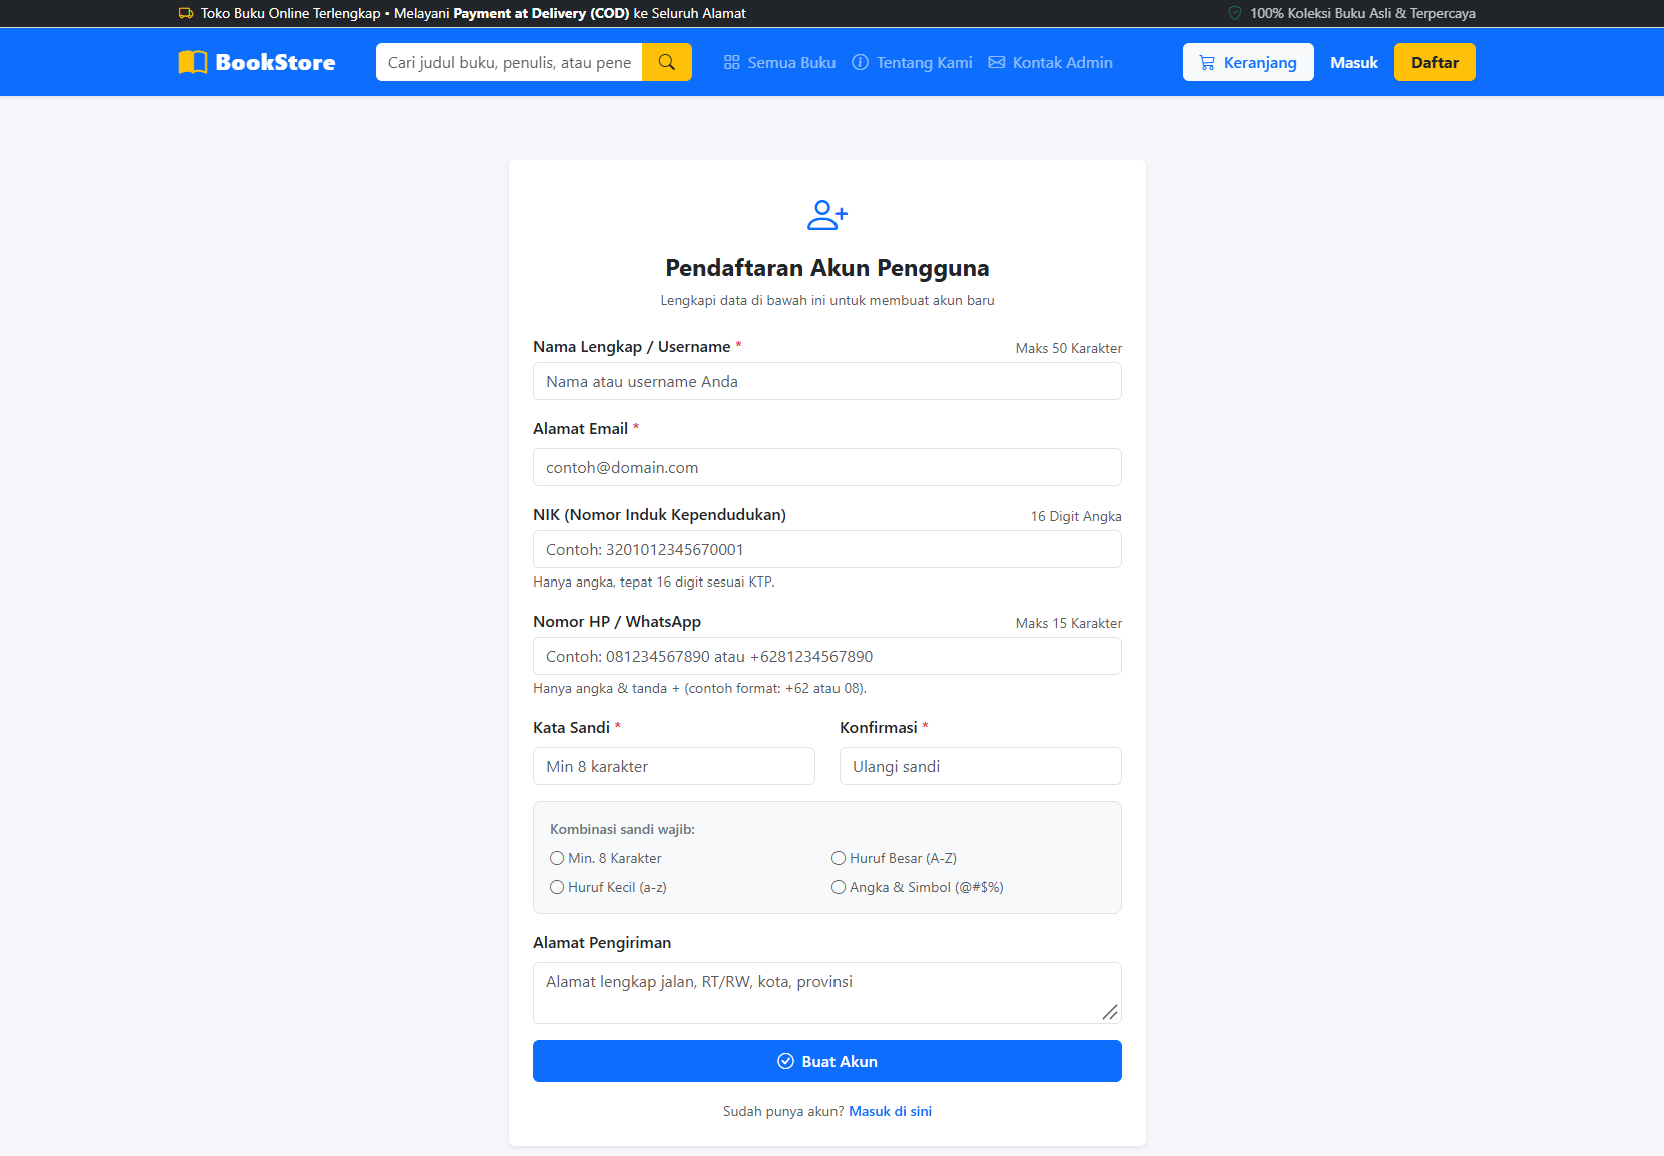 Toko Buku Online Terlengkap • Melayani Payment at Delivery (COD) ke Seluruh Alamat
100% Koleksi Buku Asli & Terpercaya
BookStore
Cari judul buku, penulis, atau pene
Semua Buku
Tentang Kami
Kontak Admin
Keranjang
Masuk
Daftar
Pendaftaran Akun Pengguna
Lengkapi data di bawah ini untuk membuat akun baru
Nama Lengkap / Username *
Maks 50 Karakter
Nama atau username Anda
Alamat Email *
contoh@domain.com
NIK (Nomor Induk Kependudukan)
16 Digit Angka
Contoh: 3201012345670001
Hanya angka, tepat 16 digit sesuai KTP.
Nomor HP / WhatsApp
Maks 15 Karakter
Contoh: 081234567890 atau +6281234567890
Hanya angka & tanda + (contoh format: +62 atau 08).
Kata Sandi *
Konfirmasi *
Min 8 karakter
Ulangi sandi
Kombinasi sandi wajib:
Min. 8 Karakter
Huruf Besar (A-Z)
Huruf Kecil (a-z)
Angka & Simbol (@#$%)
Alamat Pengiriman
Alamat lengkap jalan, RT/RW, kota, provinsi
Buat Akun
Sudah punya akun? Masuk di sini